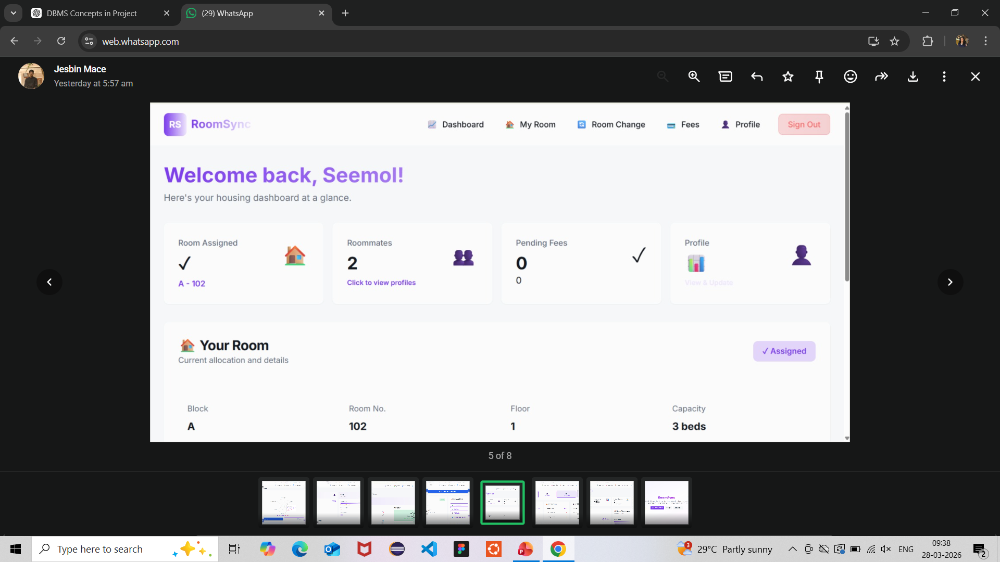 DBMS Concepts in Project
(29) WhatsApp
web.whatsapp.com
Jesbin Mace
Yesterday at 5:57 am
RS RoomSync
Dashboard
My Room
Room Change
Fees
Profile
Sign Out
Welcome back, Seemol!
Here's your housing dashboard at a glance.
Room Assigned
✓
A - 102
Roommates
2
Click to view profiles
Pending Fees
0
0
✓
Profile
View & Update
Your Room
Current allocation and details
✓ Assigned
Block
A
Room No.
102
Floor
1
Capacity
3 beds
5 of 8
RoomSync
Type here to search
3
29°C Partly sunny
ENG
09:38
28-03-2026
2